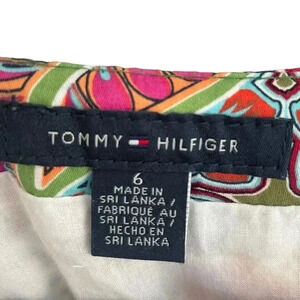 TOMMY HILFIGER
6
MADE IN
SRI LANKA /
FABRIQUÉ AU
SRI LANKA /
HECHO EN
SRI LANKA